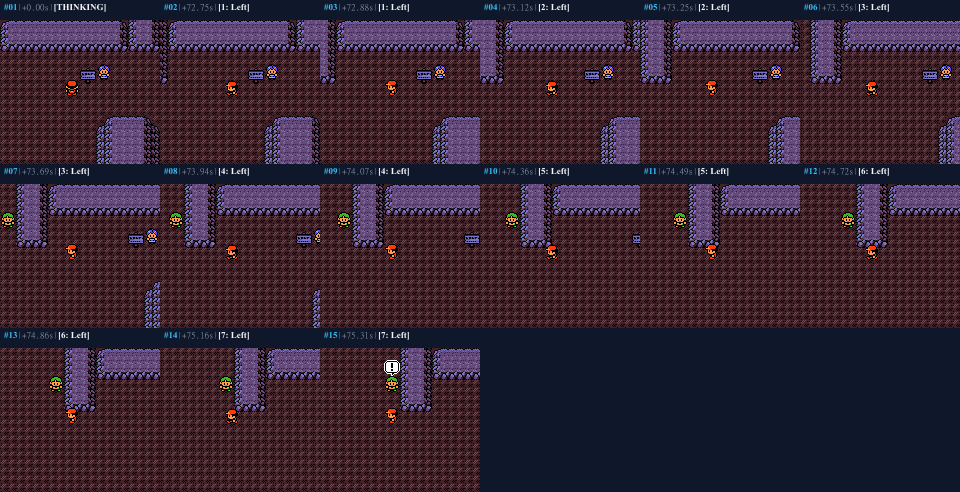 #01|+0.00s|[THINKING]
#02|+72.75s|[1: Left]
#03|+72.88s|[1: Left]
#04|+73.12s|[2: Left]
#05|+73.25s|[2: Left]
#06|+73.55s|[3: Left]
#07|+73.69s|[3: Left]
#08|+73.94s|[4: Left]
#09|+74.07s|[4: Left]
#10|+74.36s|[5: Left]
#11|+74.49s|[5: Left]
#12|+74.72s|[6: Left]
#13|+74.86s|[6: Left]
#14|+75.16s|[7: Left]
#15|+75.31s|[7: Left]
!